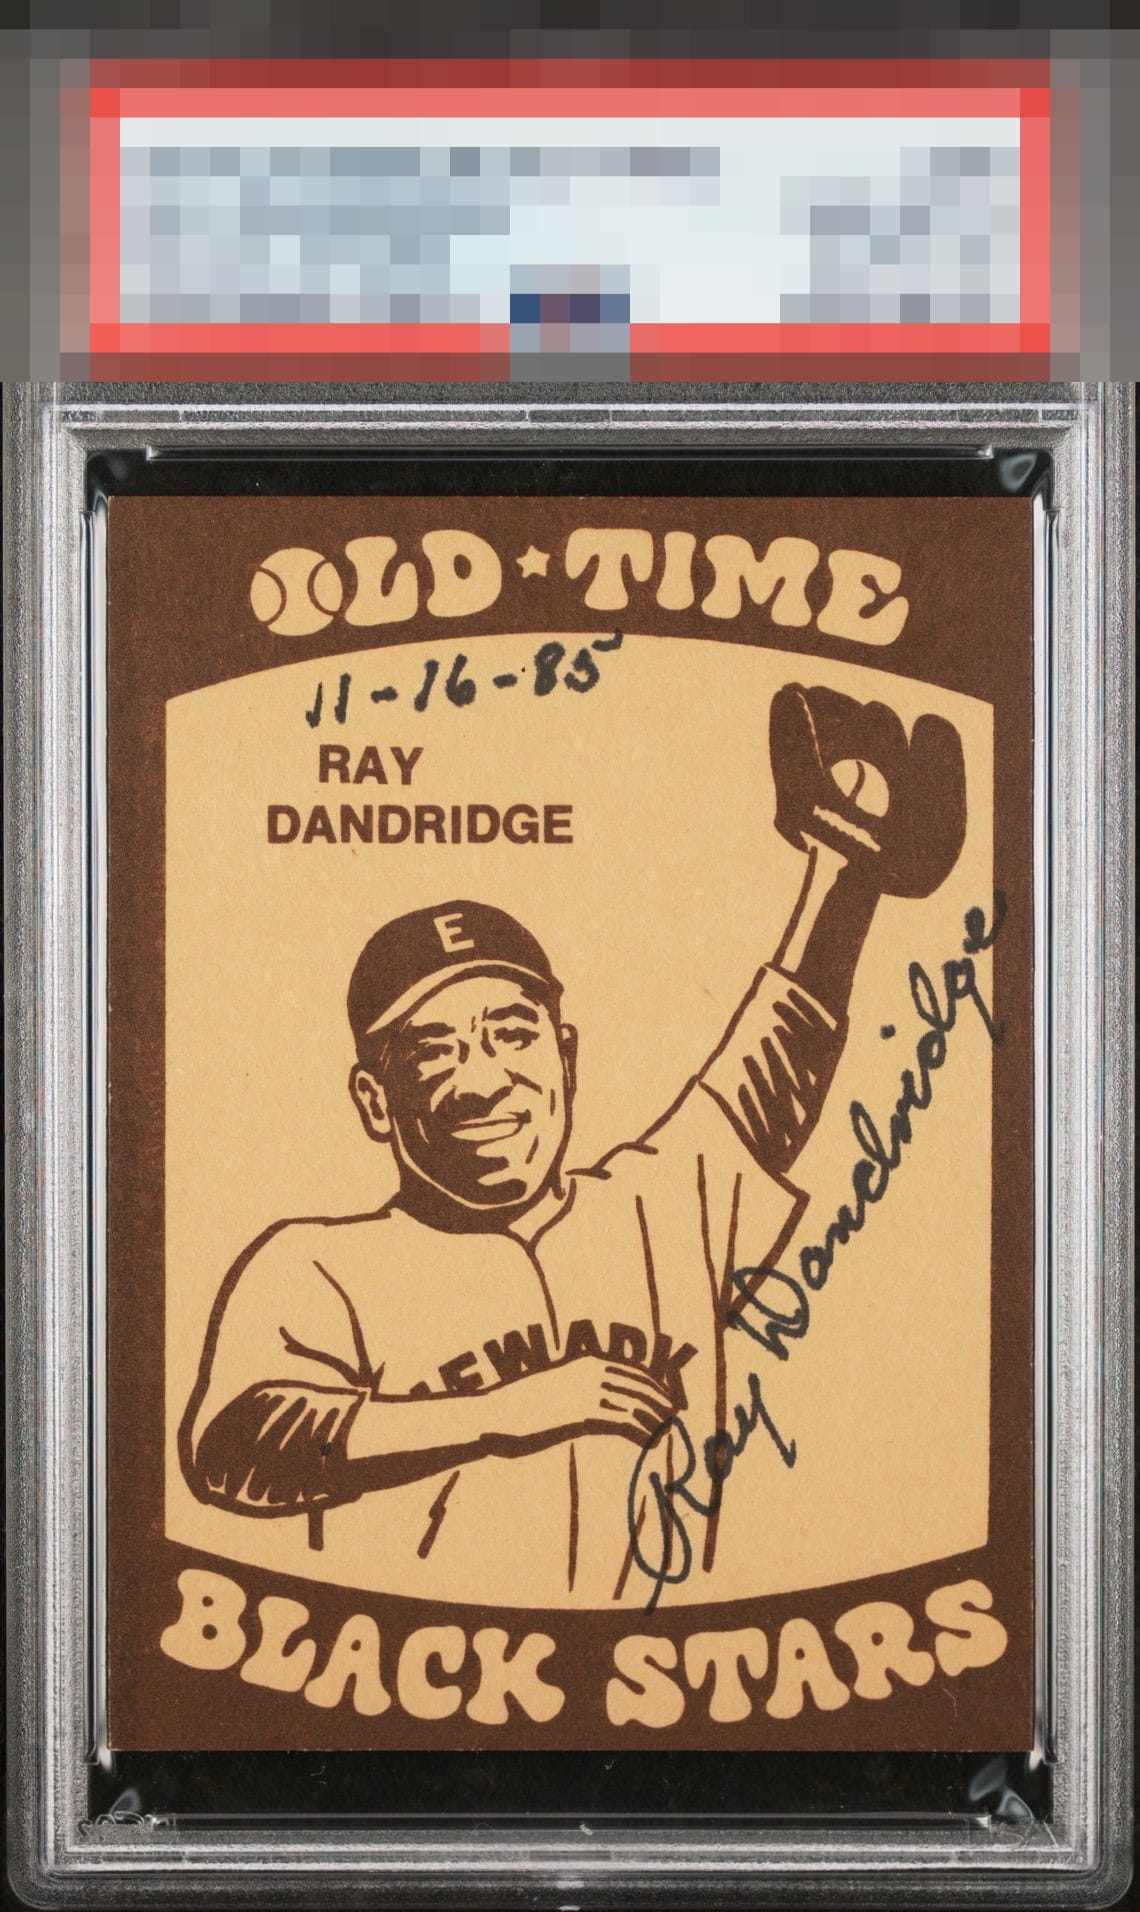 OLD★TIME
11-16-85
RAY
DANDRIDGE
E
NEWARK
Ray Dandridge
BLACK STARS